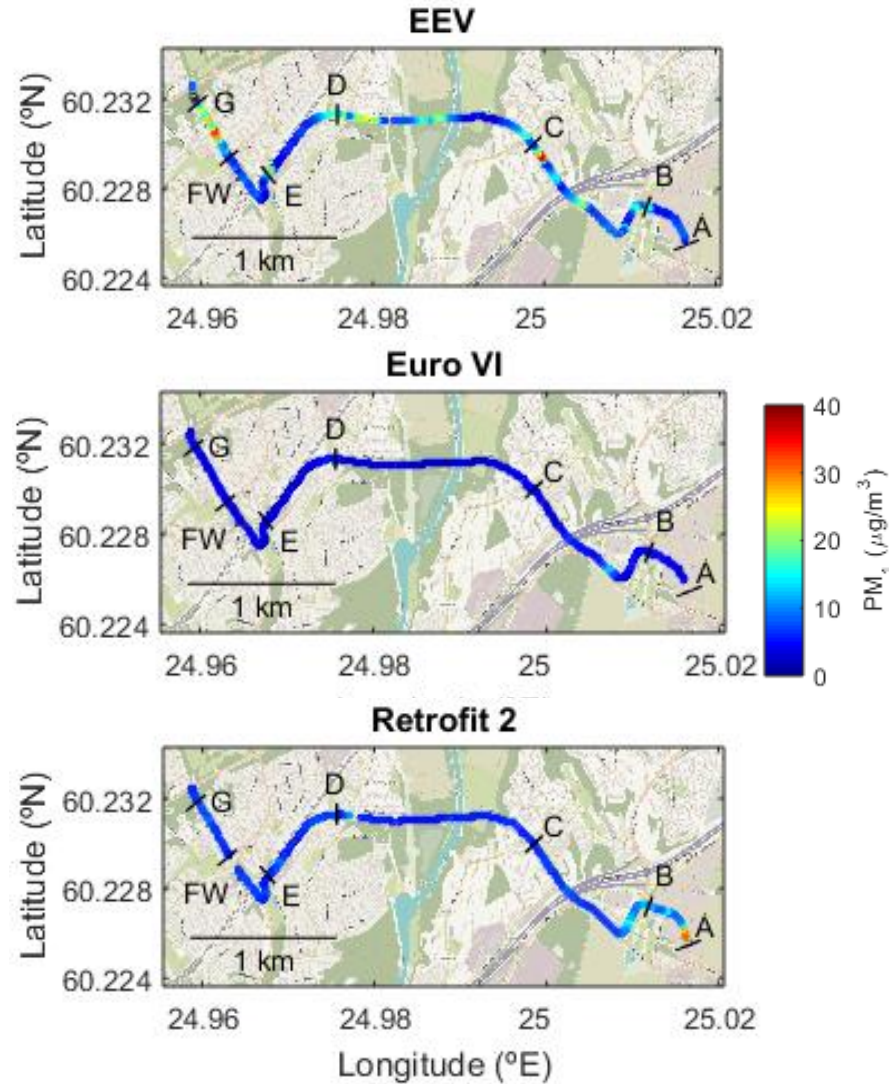 EEV
Latitude (ºN)
60.232
60.228
60.224
G
FW
E
D
C
B
A
1 km
24.96
24.98
25
25.02
Euro VI
Latitude (ºN)
60.232
60.228
60.224
G
FW
E
D
C
B
A
1 km
24.96
24.98
25
25.02
40
30
20
10
0
PM₁ (µg/m³)
Retrofit 2
Latitude (ºN)
60.232
60.228
60.224
G
FW
E
D
C
B
A
1 km
24.96
24.98
25
25.02
Longitude (ºE)